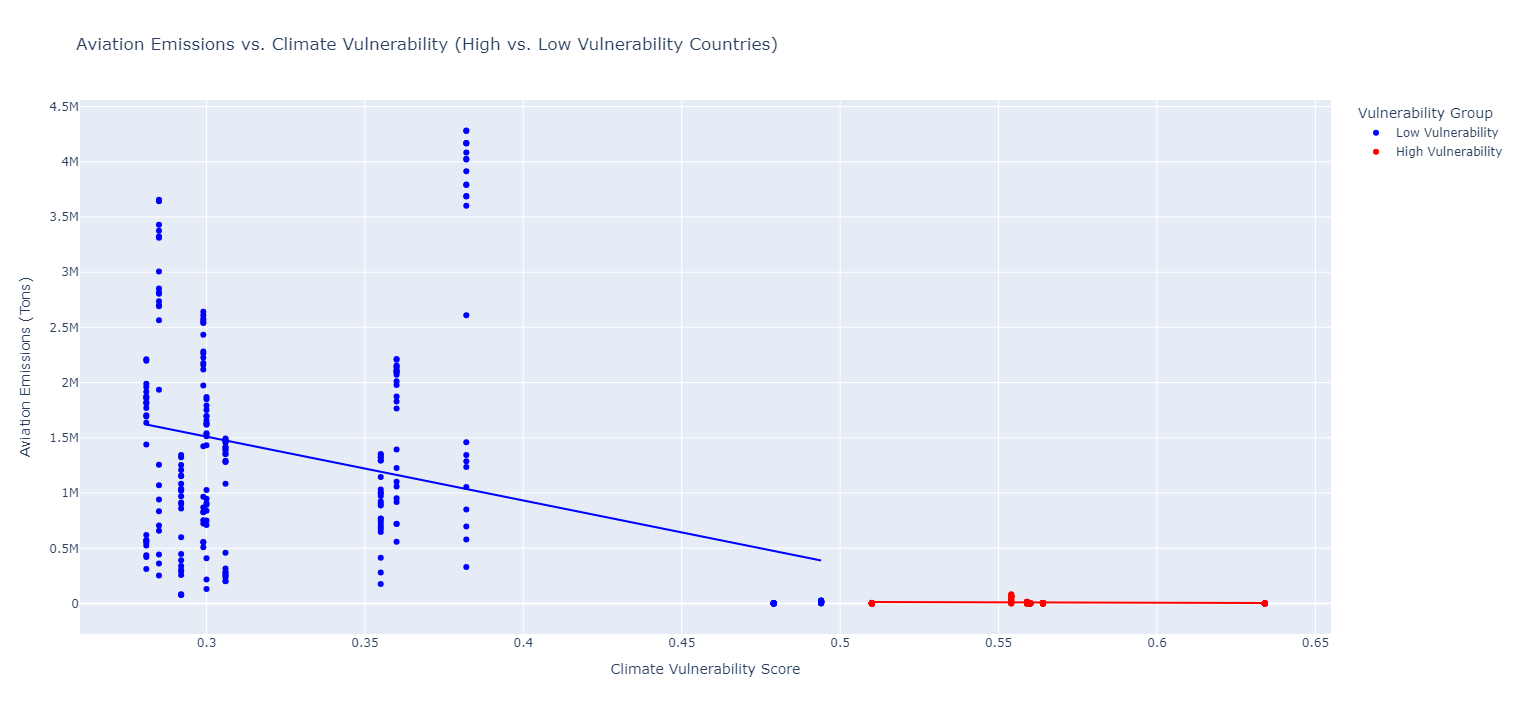 Aviation Emissions vs. Climate Vulnerability (High vs. Low Vulnerability Countries)
Vulnerability Group
Low Vulnerability
High Vulnerability
Aviation Emissions (Tons)
4.5M
4M
3.5M
3M
2.5M
2M
1.5M
1M
0.5M
0
0.3
0.35
0.4
0.45
0.5
0.55
0.6
0.65
Climate Vulnerability Score